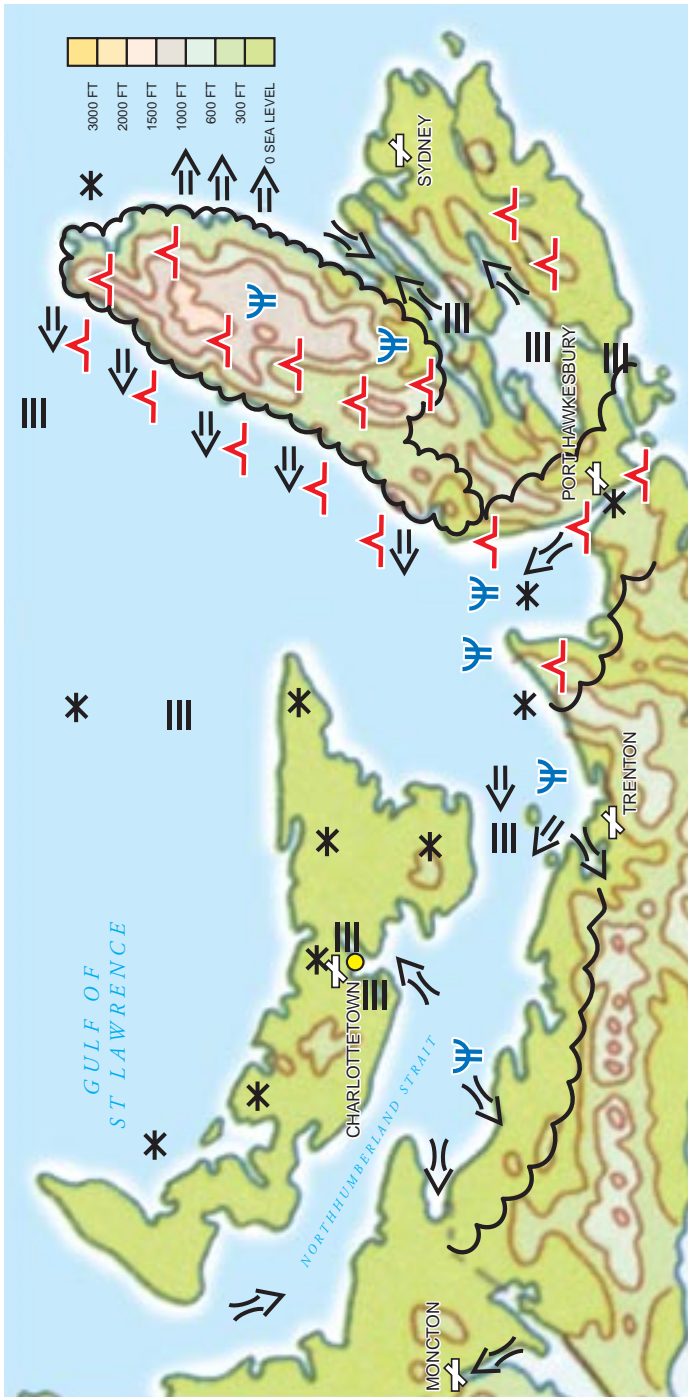 3000 FT
2000 FT
1500 FT
1000 FT
600 FT
300 FT
0 SEA LEVEL
SYDNEY
PORT HAWKESBURY
TRENTON
GULF OF
ST LAWRENCE
CHARLOTTETOWN
NORTHHUMBERLAND STRAIT
MONCTON